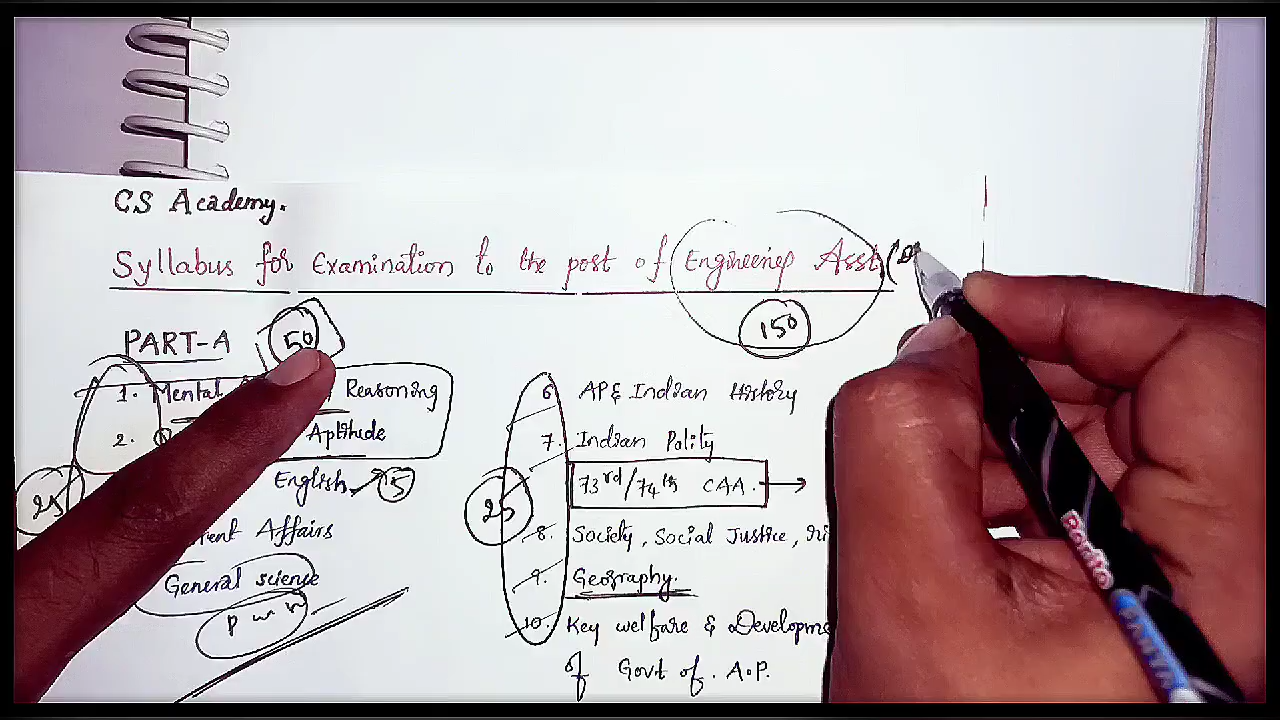 CS Academy.
Syllabus for Examination to the post of Engineering Asst
150
PART-A
50
1. Mental Reasoning
2. Aptitude
English 5
Affairs
General science
25
6. AP & Indian History
7. Indian Polity
73rd/74th CAA.
8. Society, Social Justice,
9. Geography.
10. Key welfare &
of Govt of. A.P.
25